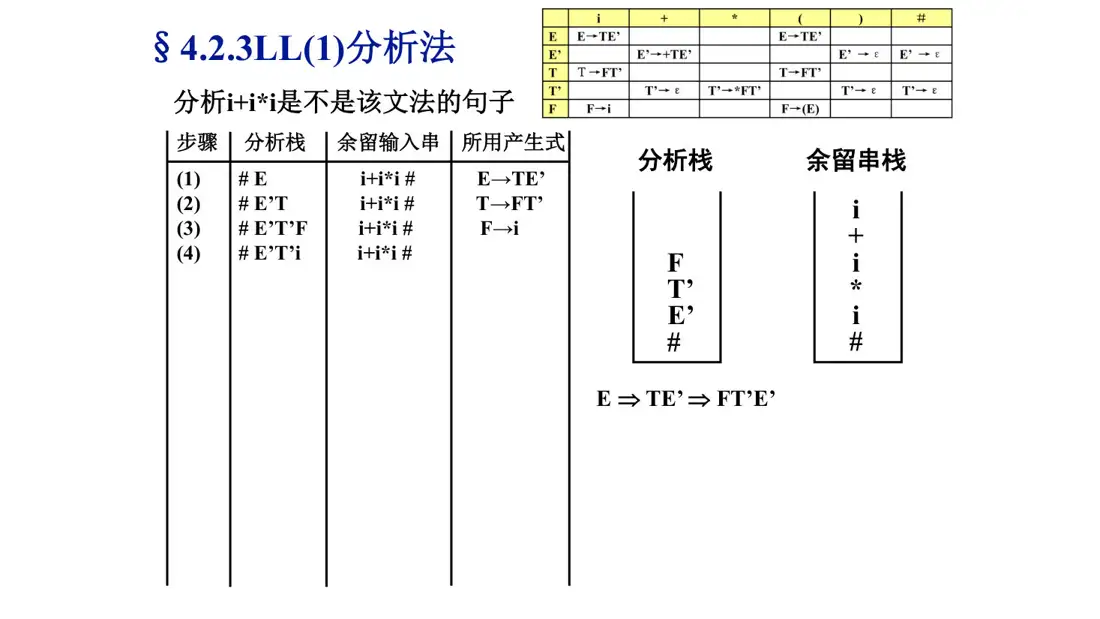 §4.2.3LL(1)分析法
分析i+i*i是不是该文法的句子
i + * ( ) #
E E→TE’ E→TE’
E’ E’→+TE’ E’→ε E’→ε
T T→FT’ T→FT’
T’ T’→ε T’→*FT’ T’→ε T’→ε
F F→i F→(E)
步骤 分析栈 余留输入串 所用产生式
(1) # E i+i*i # E→TE’
(2) # E’T i+i*i # T→FT’
(3) # E’T’F i+i*i # F→i
(4) # E’T’i i+i*i #
分析栈
F
T’
E’
#
余留串栈
i
+
i
*
i
#
E ⇒ TE’ ⇒ FT’E’